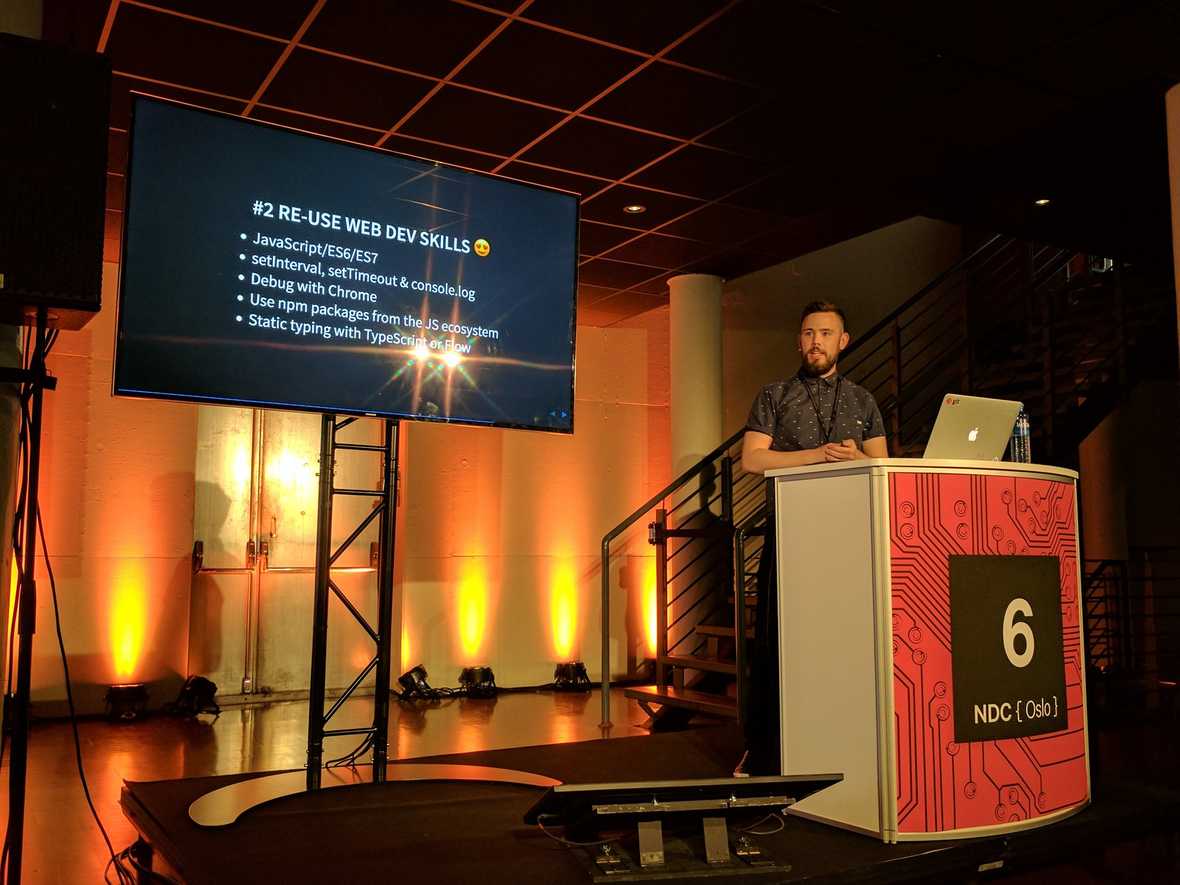 #2 RE-USE WEB DEV SKILLS 😍
• JavaScript/ES6/ES7
• setInterval, setTimeout & console.log
• Debug with Chrome
• Use npm packages from the JS ecosystem
• Static typing with TypeScript or Flow
6
NDC { Oslo }